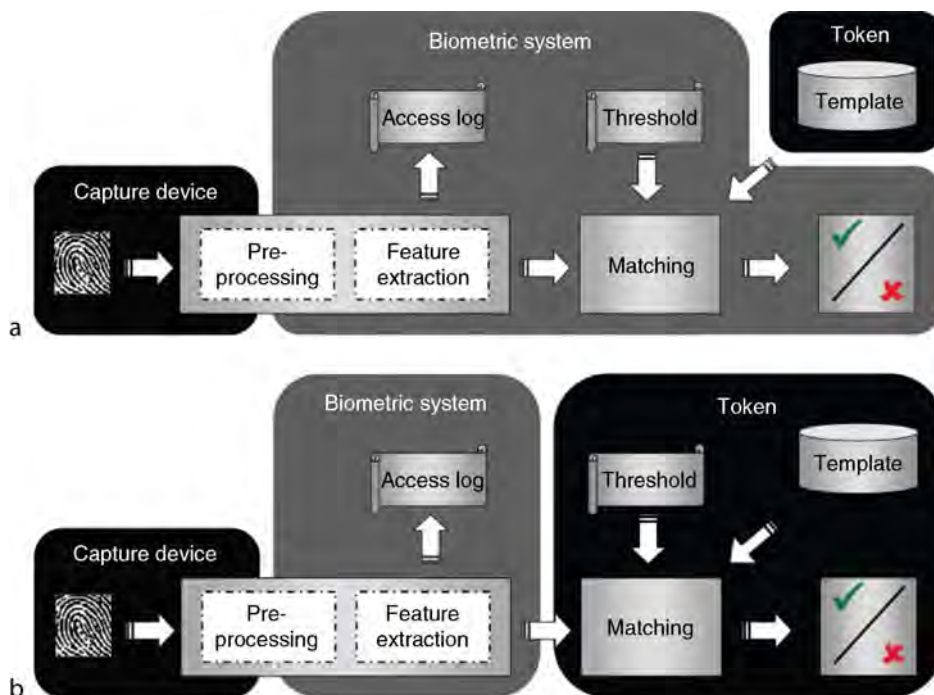 Biometric system
Token
Template
Access log
Threshold
Capture device
Pre-
processing
Feature
extraction
Matching
a
Biometric system
Token
Template
Access log
Threshold
Capture device
Pre-
processing
Feature
extraction
Matching
b